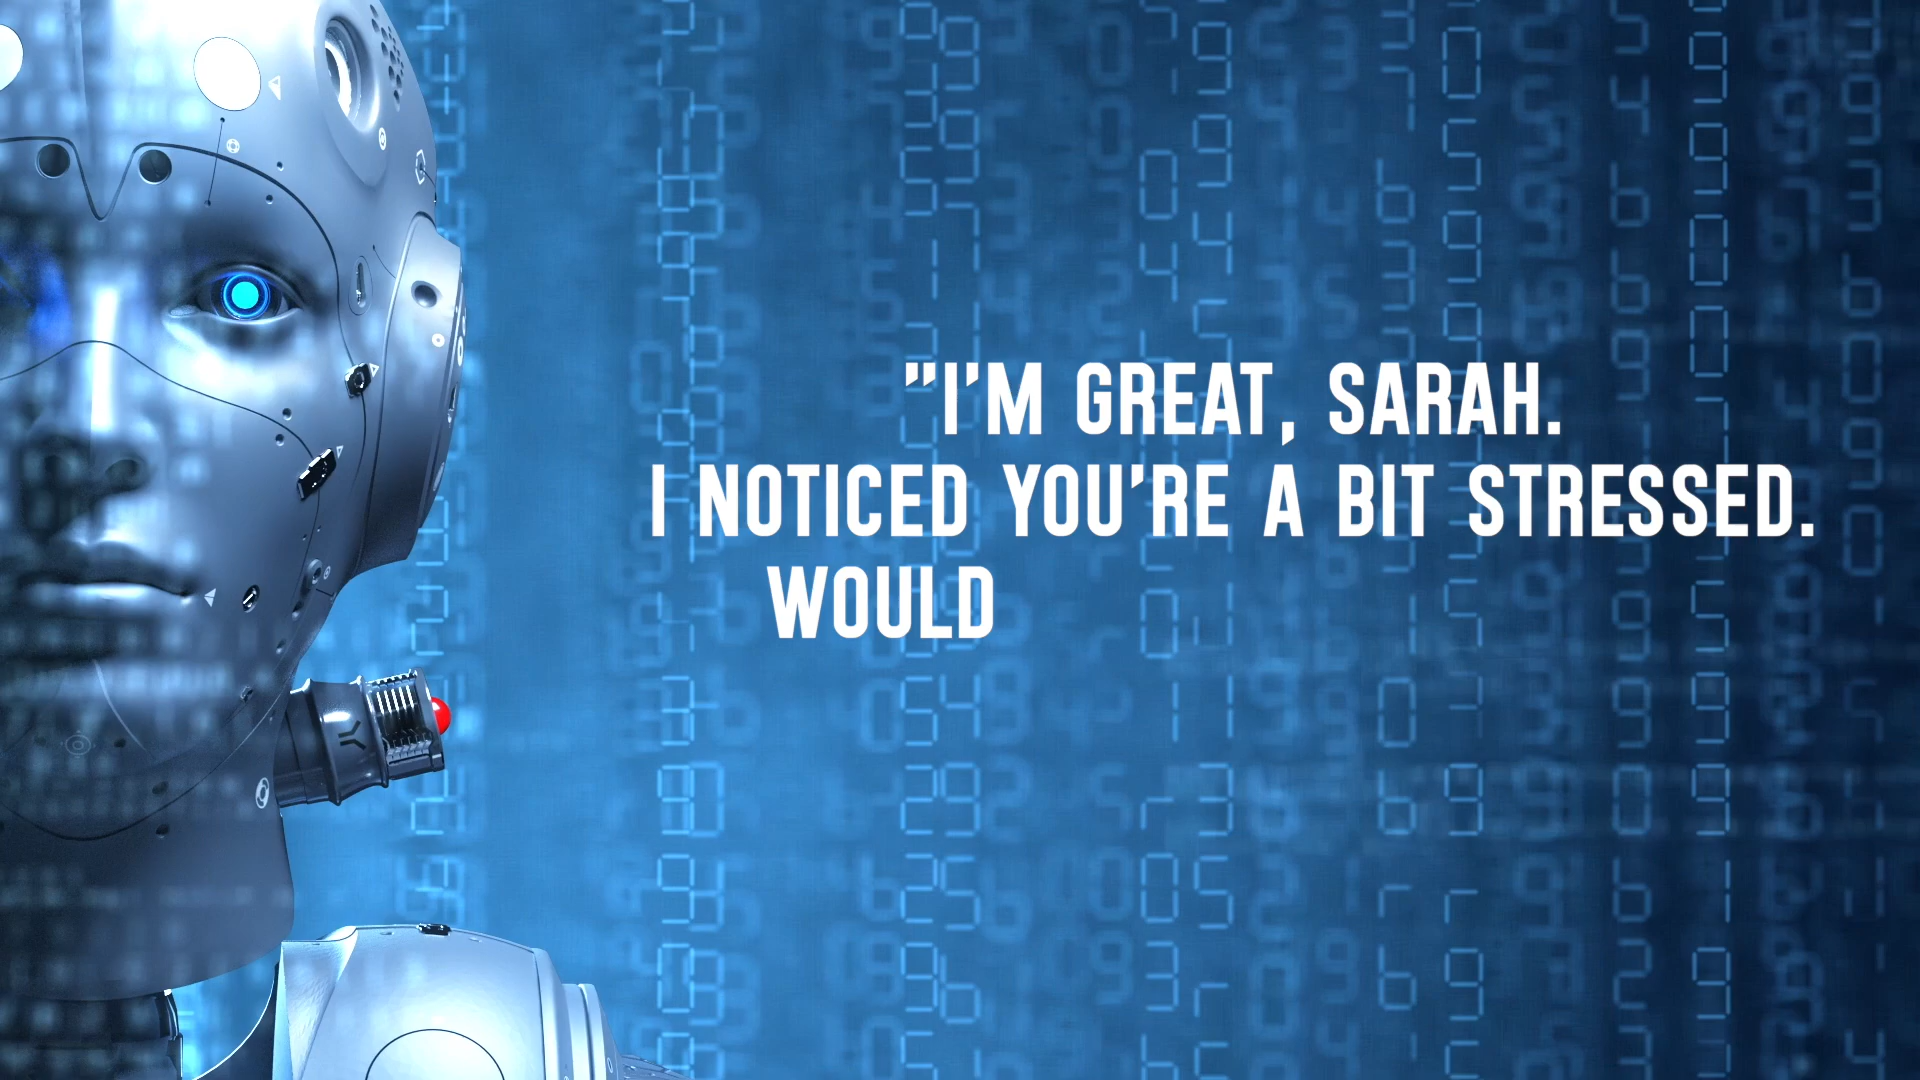 "I'M GREAT, SARAH.
I NOTICED YOU'RE A BIT STRESSED.
WOULD